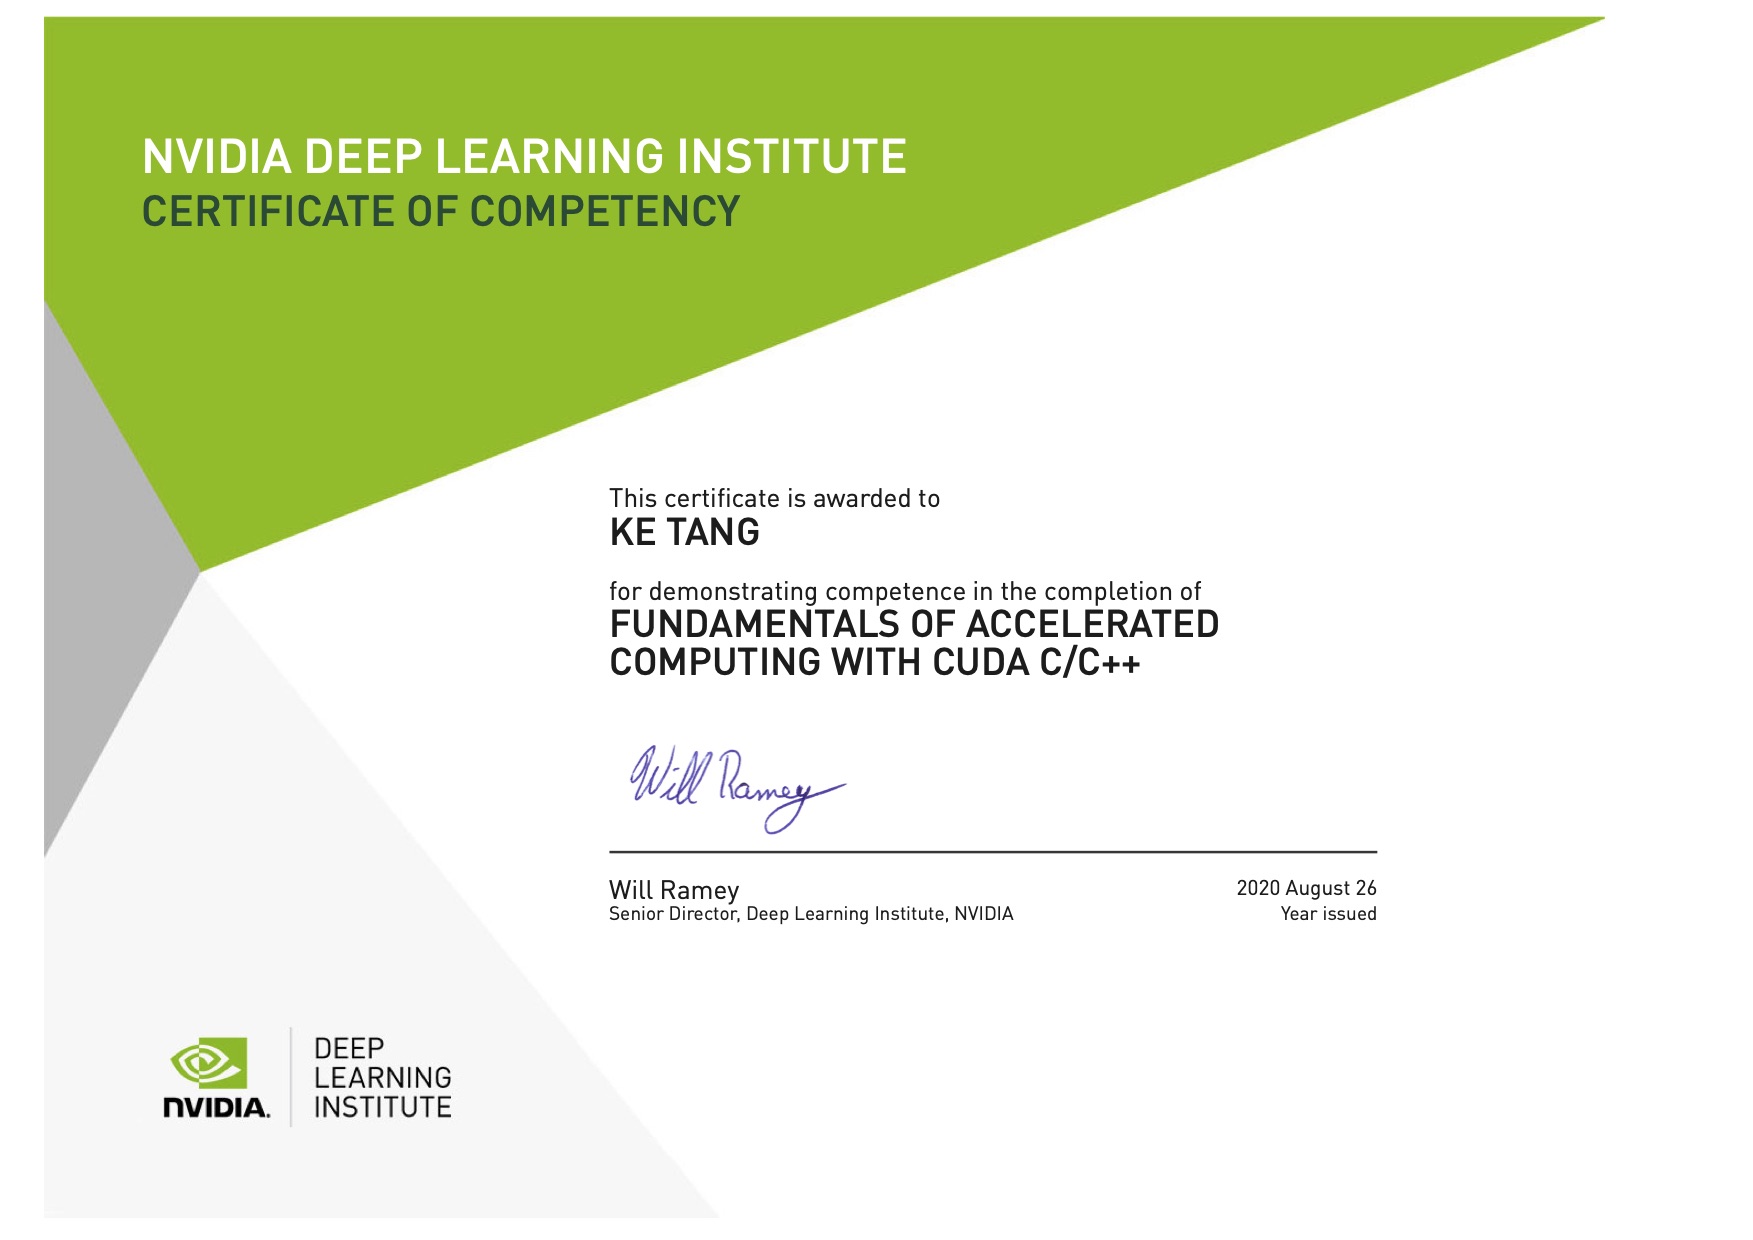 NVIDIA DEEP LEARNING INSTITUTE
CERTIFICATE OF COMPETENCY
This certificate is awarded to
KE TANG
for demonstrating competence in the completion of
FUNDAMENTALS OF ACCELERATED
COMPUTING WITH CUDA C/C++
Will Ramey
Will Ramey
2020 August 26
Senior Director, Deep Learning Institute, NVIDIA
Year issued
DEEP
LEARNING
INSTITUTE
NVIDIA.